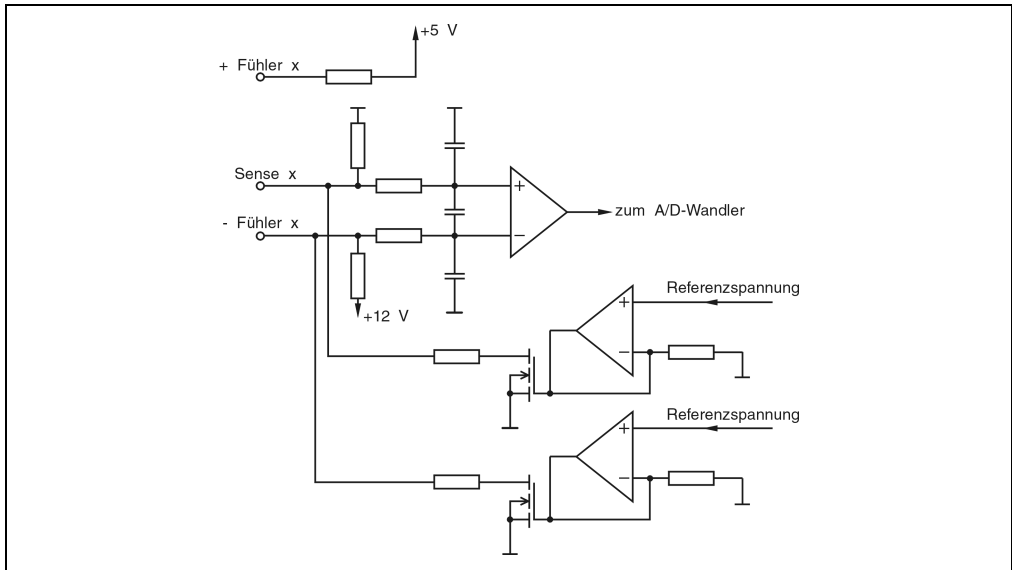 +5 V
+ Fühler x
Sense x
+
zum A/D-Wandler
- Fühler x
−
Referenzspannung
+
+12 V
−
Referenzspannung
+
−